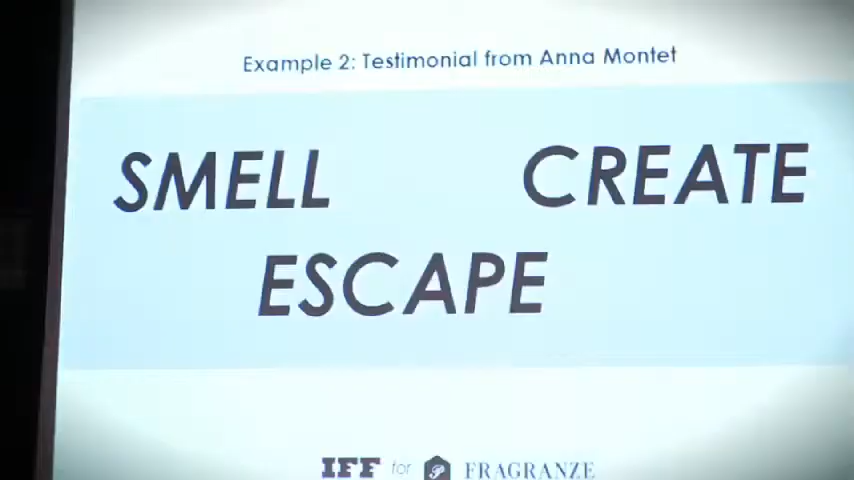 Example 2: Testimonial from Anna Montet
SMELL CREATE
ESCAPE
IFF for P FRAGRANZE